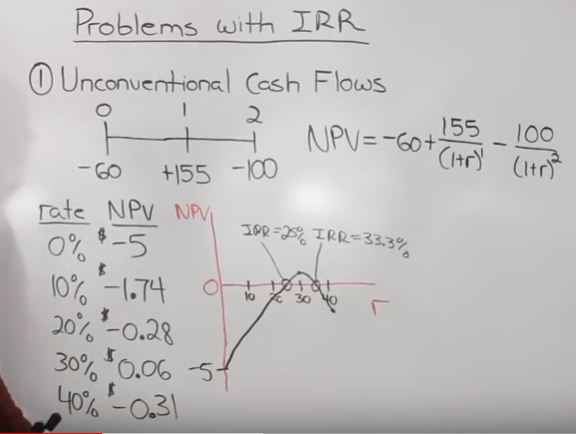 Problems with IRR
① Unconventional Cash Flows
0 1 2
-60 +155 -100
NPV = -60 + 155/(1+r)¹ - 100/(1+r)²
rate NPV
0% $-5
10% $-1.74
20% $-0.28
30% $0.06
40% $-0.31
NPV
IRR=25% IRR=33.3%
0 10 20 30 40 r
-5